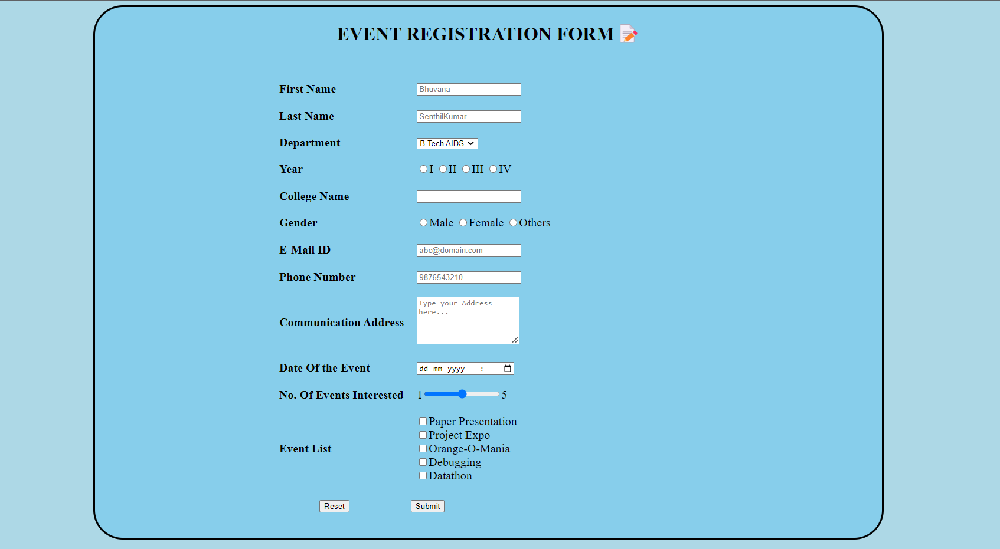 EVENT REGISTRATION FORM 📝
First Name Bhuvana
Last Name SenthilKumar
Department B.Tech AIDS
Year I II III IV
College Name
Gender Male Female Others
E-Mail ID abc@domain.com
Phone Number 9876543210
Type your Address
here...
Communication Address
Date Of the Event dd-mm-yyyy --:--
No. Of Events Interested 1 5
Paper Presentation
Project Expo
Event List Orange-O-Mania
Debugging
Datathon
Reset Submit